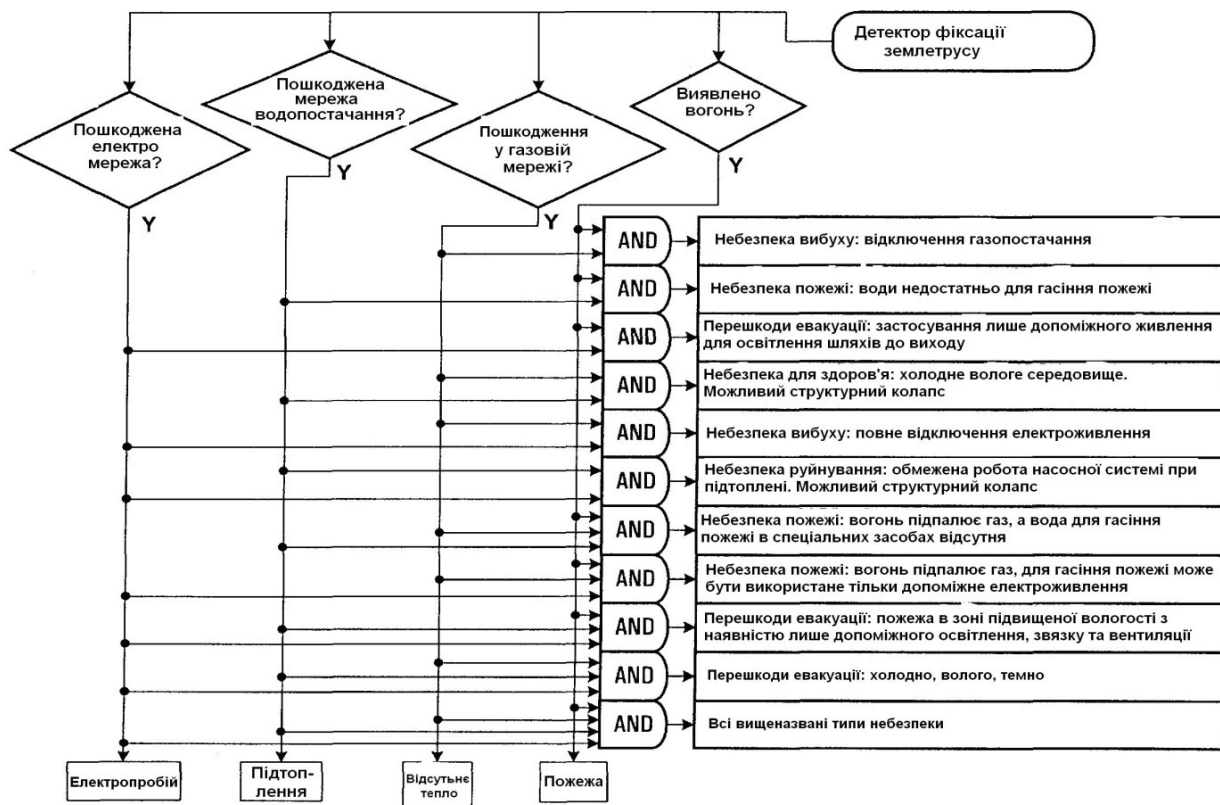 Детектор фіксації
землетрусу
Пошкоджена
електро
мережа?
Y
Пошкоджена
мережа
водопостачання?
Y
Пошкодження
у газовій
мережі?
Y
Виявлено
вогонь?
Y
AND
Небезпека вибуху: відключення газопостачання
AND
Небезпека пожежі: води недостатньо для гасіння пожежі
AND
Перешкоди евакуації: застосування лише допоміжного живлення
для освітлення шляхів до виходу
AND
Небезпека для здоров'я: холодне вологе середовище.
Можливий структурний колапс
AND
Небезпека вибуху: повне відключення електроживлення
AND
Небезпека руйнування: обмежена робота насосної системі при
підтоплені. Можливий структурний колапс
AND
Небезпека пожежі: вогонь підпалює газ, а вода для гасіння
пожежі в спеціальних засобах відсутня
AND
Небезпека пожежі: вогонь підпалює газ, для гасіння пожежі може
бути використане тільки допоміжне електроживлення
AND
Перешкоди евакуації: пожежа в зоні підвищеної вологості з
наявністю лише допоміжного освітлення, звязку та вентиляції
AND
Перешкоди евакуації: холодно, волого, темно
AND
Всі вищеназвані типи небезпеки
Електропробій
Підтоп-
лення
Відсутьнє
тепло
Пожежа